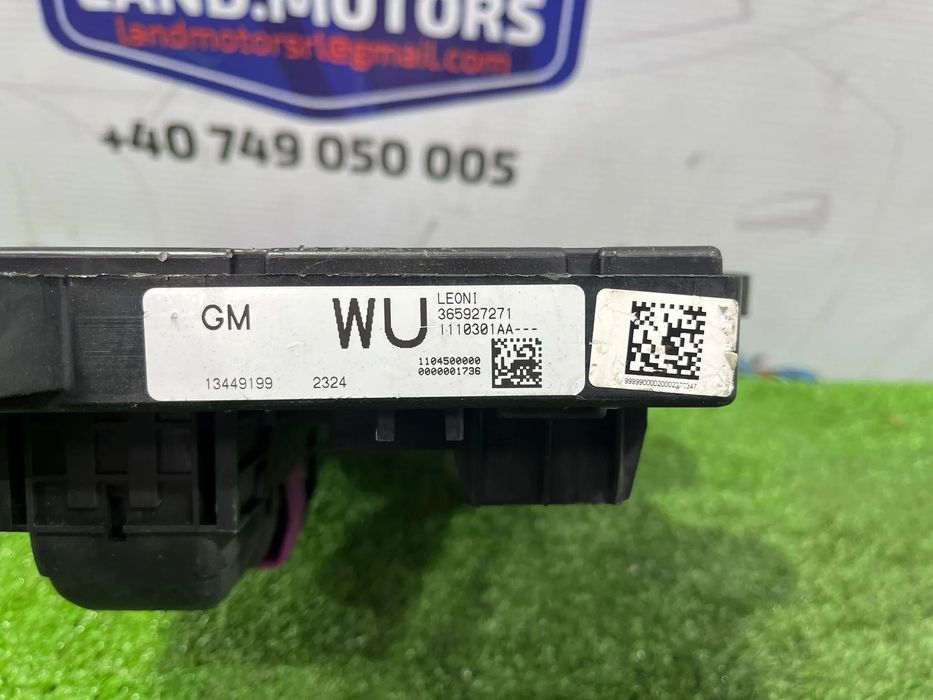 LAND.MOTORS
landmotorsrl@gmail.com
+40 749 050 005
GM
WU
LEONI
365927271
1110301AA---
1104500000
0000001736
13449199
2324